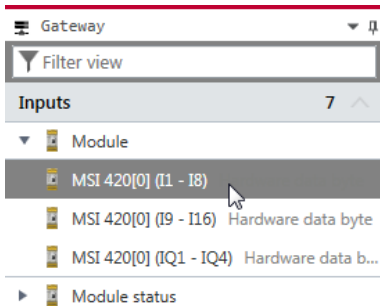 Gateway
Filter view
Inputs 7
Module
MSI 420[0] (I1 - I8)
MSI 420[0] (I9 - I16) Hardware data byte
MSI 420[0] (IQ1 - IQ4) Hardware data b...
Module status